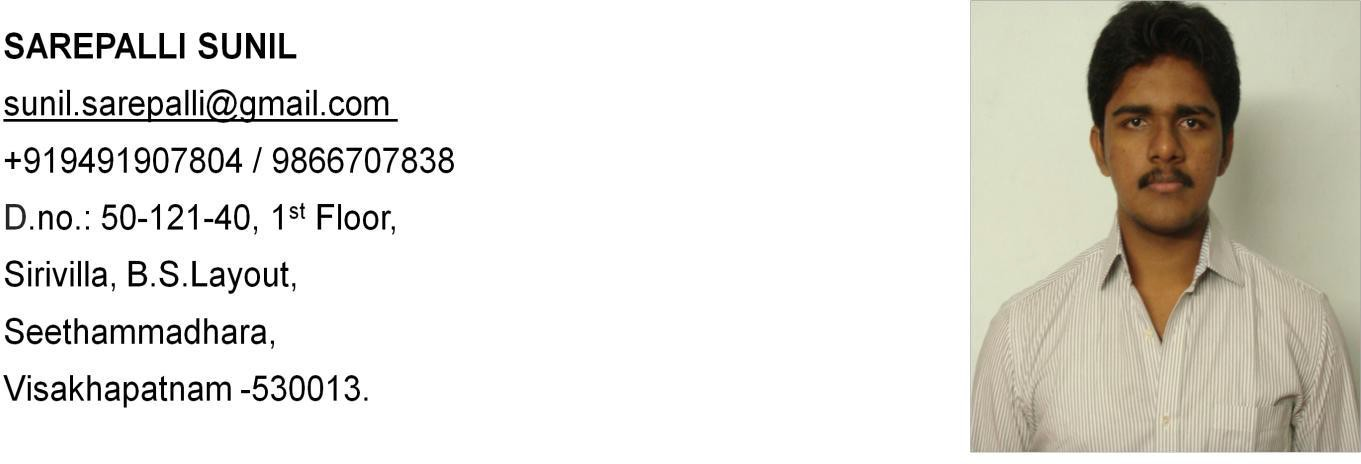 SAREPALLI SUNIL
sunil.sarepalli@gmail.com
+919491907804 / 9866707838
D.no.: 50-121-40, 1st Floor,
Sirivilla, B.S.Layout,
Seethammadhara,
Visakhapatnam -530013.